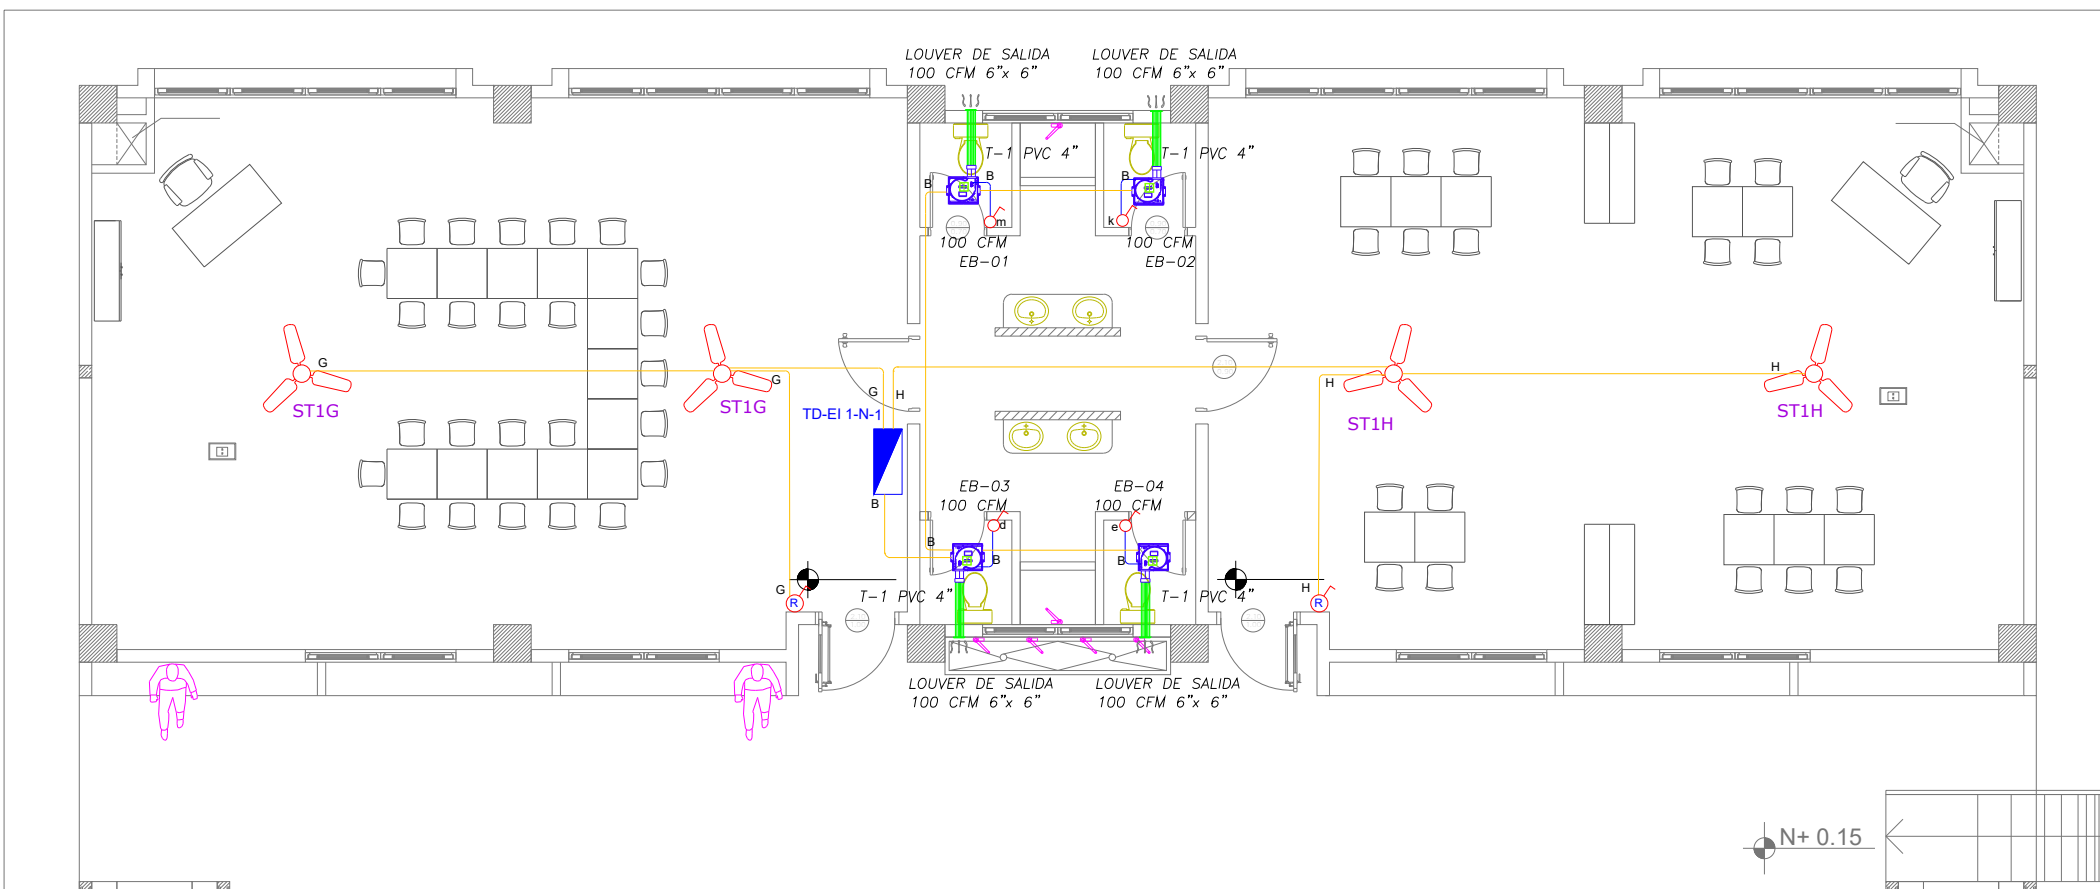 LOUVER DE SALIDA
100 CFM 6”x 6”
LOUVER DE SALIDA
100 CFM 6”x 6”
T-1 PVC 4”
T-1 PVC 4”
B
B
B
B
m
k
100 CFM
EB-01
100 CFM
EB-02
G
G
G
H
H
H
ST1G
ST1G
TD-EI 1-N-1
ST1H
ST1H
B
EB-03
100 CFM
EB-04
100 CFM
d
e
B
B
B
G
R
H
R
T-1 PVC 4”
T-1 PVC 4”
LOUVER DE SALIDA
100 CFM 6”x 6”
LOUVER DE SALIDA
100 CFM 6”x 6”
N+ 0.15